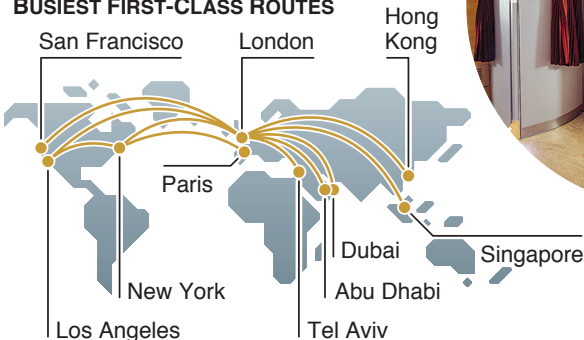 BUSIEST FIRST-CLASS ROUTES
San Francisco
London
Hong
Kong
Paris
Dubai
Singapore
New York
Abu Dhabi
Los Angeles
Tel Aviv